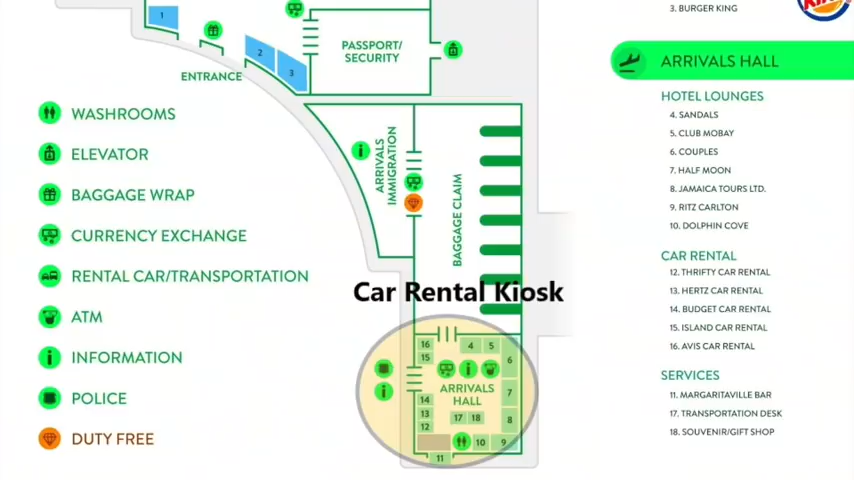 1
2
3
ENTRANCE
PASSPORT/
SECURITY
WASHROOMS
ELEVATOR
BAGGAGE WRAP
CURRENCY EXCHANGE
RENTAL CAR/TRANSPORTATION
ATM
INFORMATION
POLICE
DUTY FREE
ARRIVALS
IMMIGRATION
BAGGAGE CLAIM
Car Rental Kiosk
16
15
4
5
6
ARRIVALS
HALL
7
14
13
12
17
18
8
10
9
11
3. BURGER KING
KING
ARRIVALS HALL
HOTEL LOUNGES
4. SANDALS
5. CLUB MOBAY
6. COUPLES
7. HALF MOON
8. JAMAICA TOURS LTD.
9. RITZ CARLTON
10. DOLPHIN COVE
CAR RENTAL
12. THRIFTY CAR RENTAL
13. HERTZ CAR RENTAL
14. BUDGET CAR RENTAL
15. ISLAND CAR RENTAL
16. AVIS CAR RENTAL
SERVICES
11. MARGARITAVILLE BAR
17. TRANSPORTATION DESK
18. SOUVENIR/GIFT SHOP